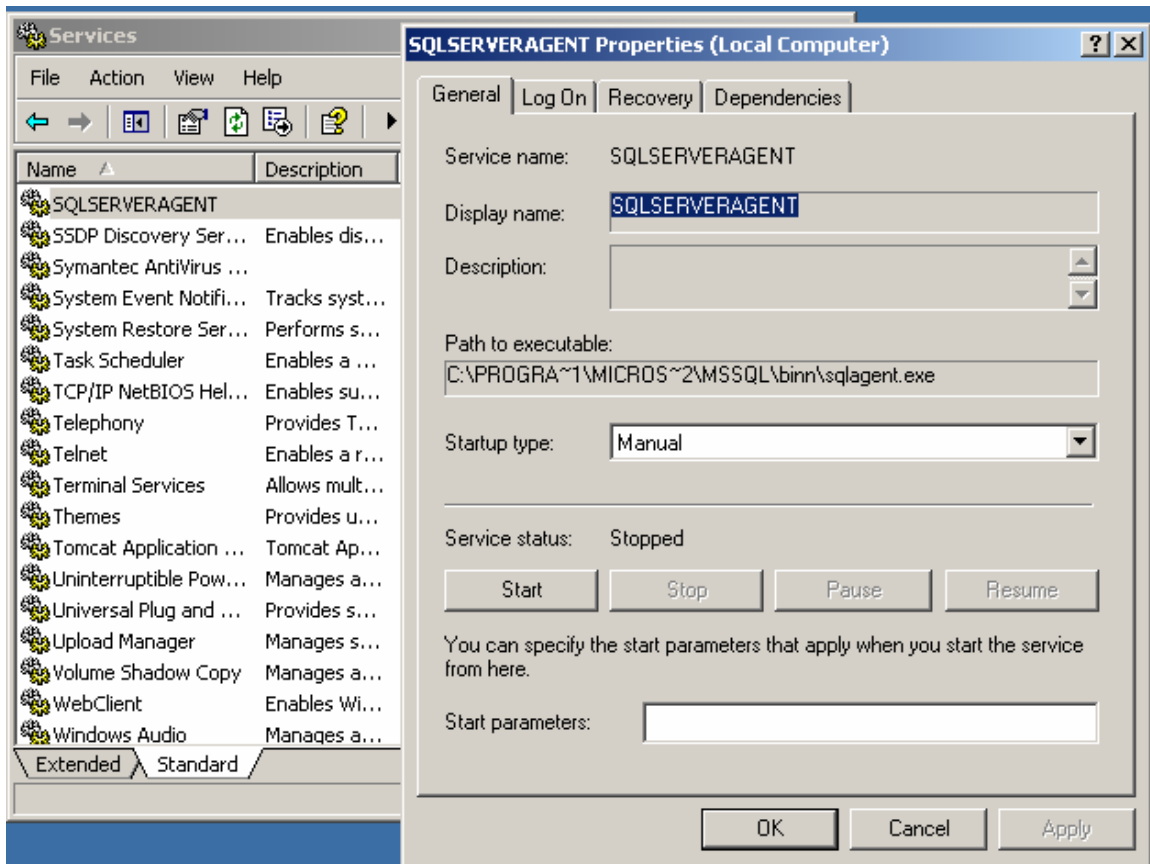 Services
File Action View Help
Name Description
SQLSERVERAGENT
SSDP Discovery Ser... Enables dis...
Symantec AntiVirus ...
System Event Notifi... Tracks syst...
System Restore Ser... Performs s...
Task Scheduler Enables a ...
TCP/IP NetBIOS Hel... Enables su...
Telephony Provides T...
Telnet Enables a r...
Terminal Services Allows mult...
Themes Provides u...
Tomcat Application ... Tomcat Ap...
Uninterruptible Pow... Manages a...
Universal Plug and ... Provides s...
Upload Manager Manages s...
Volume Shadow Copy Manages a...
WebClient Enables Wi...
Windows Audio Manages a...
Extended Standard
SQLSERVERAGENT Properties (Local Computer)
General Log On Recovery Dependencies
Service name: SQLSERVERAGENT
Display name: SQLSERVERAGENT
Description:
Path to executable:
C:\PROGRA~1\MICROS~2\MSSQL\binn\sqlagent.exe
Startup type: Manual
Service status: Stopped
Start Stop Pause Resume
You can specify the start parameters that apply when you start the service
from here.
Start parameters:
OK Cancel Apply